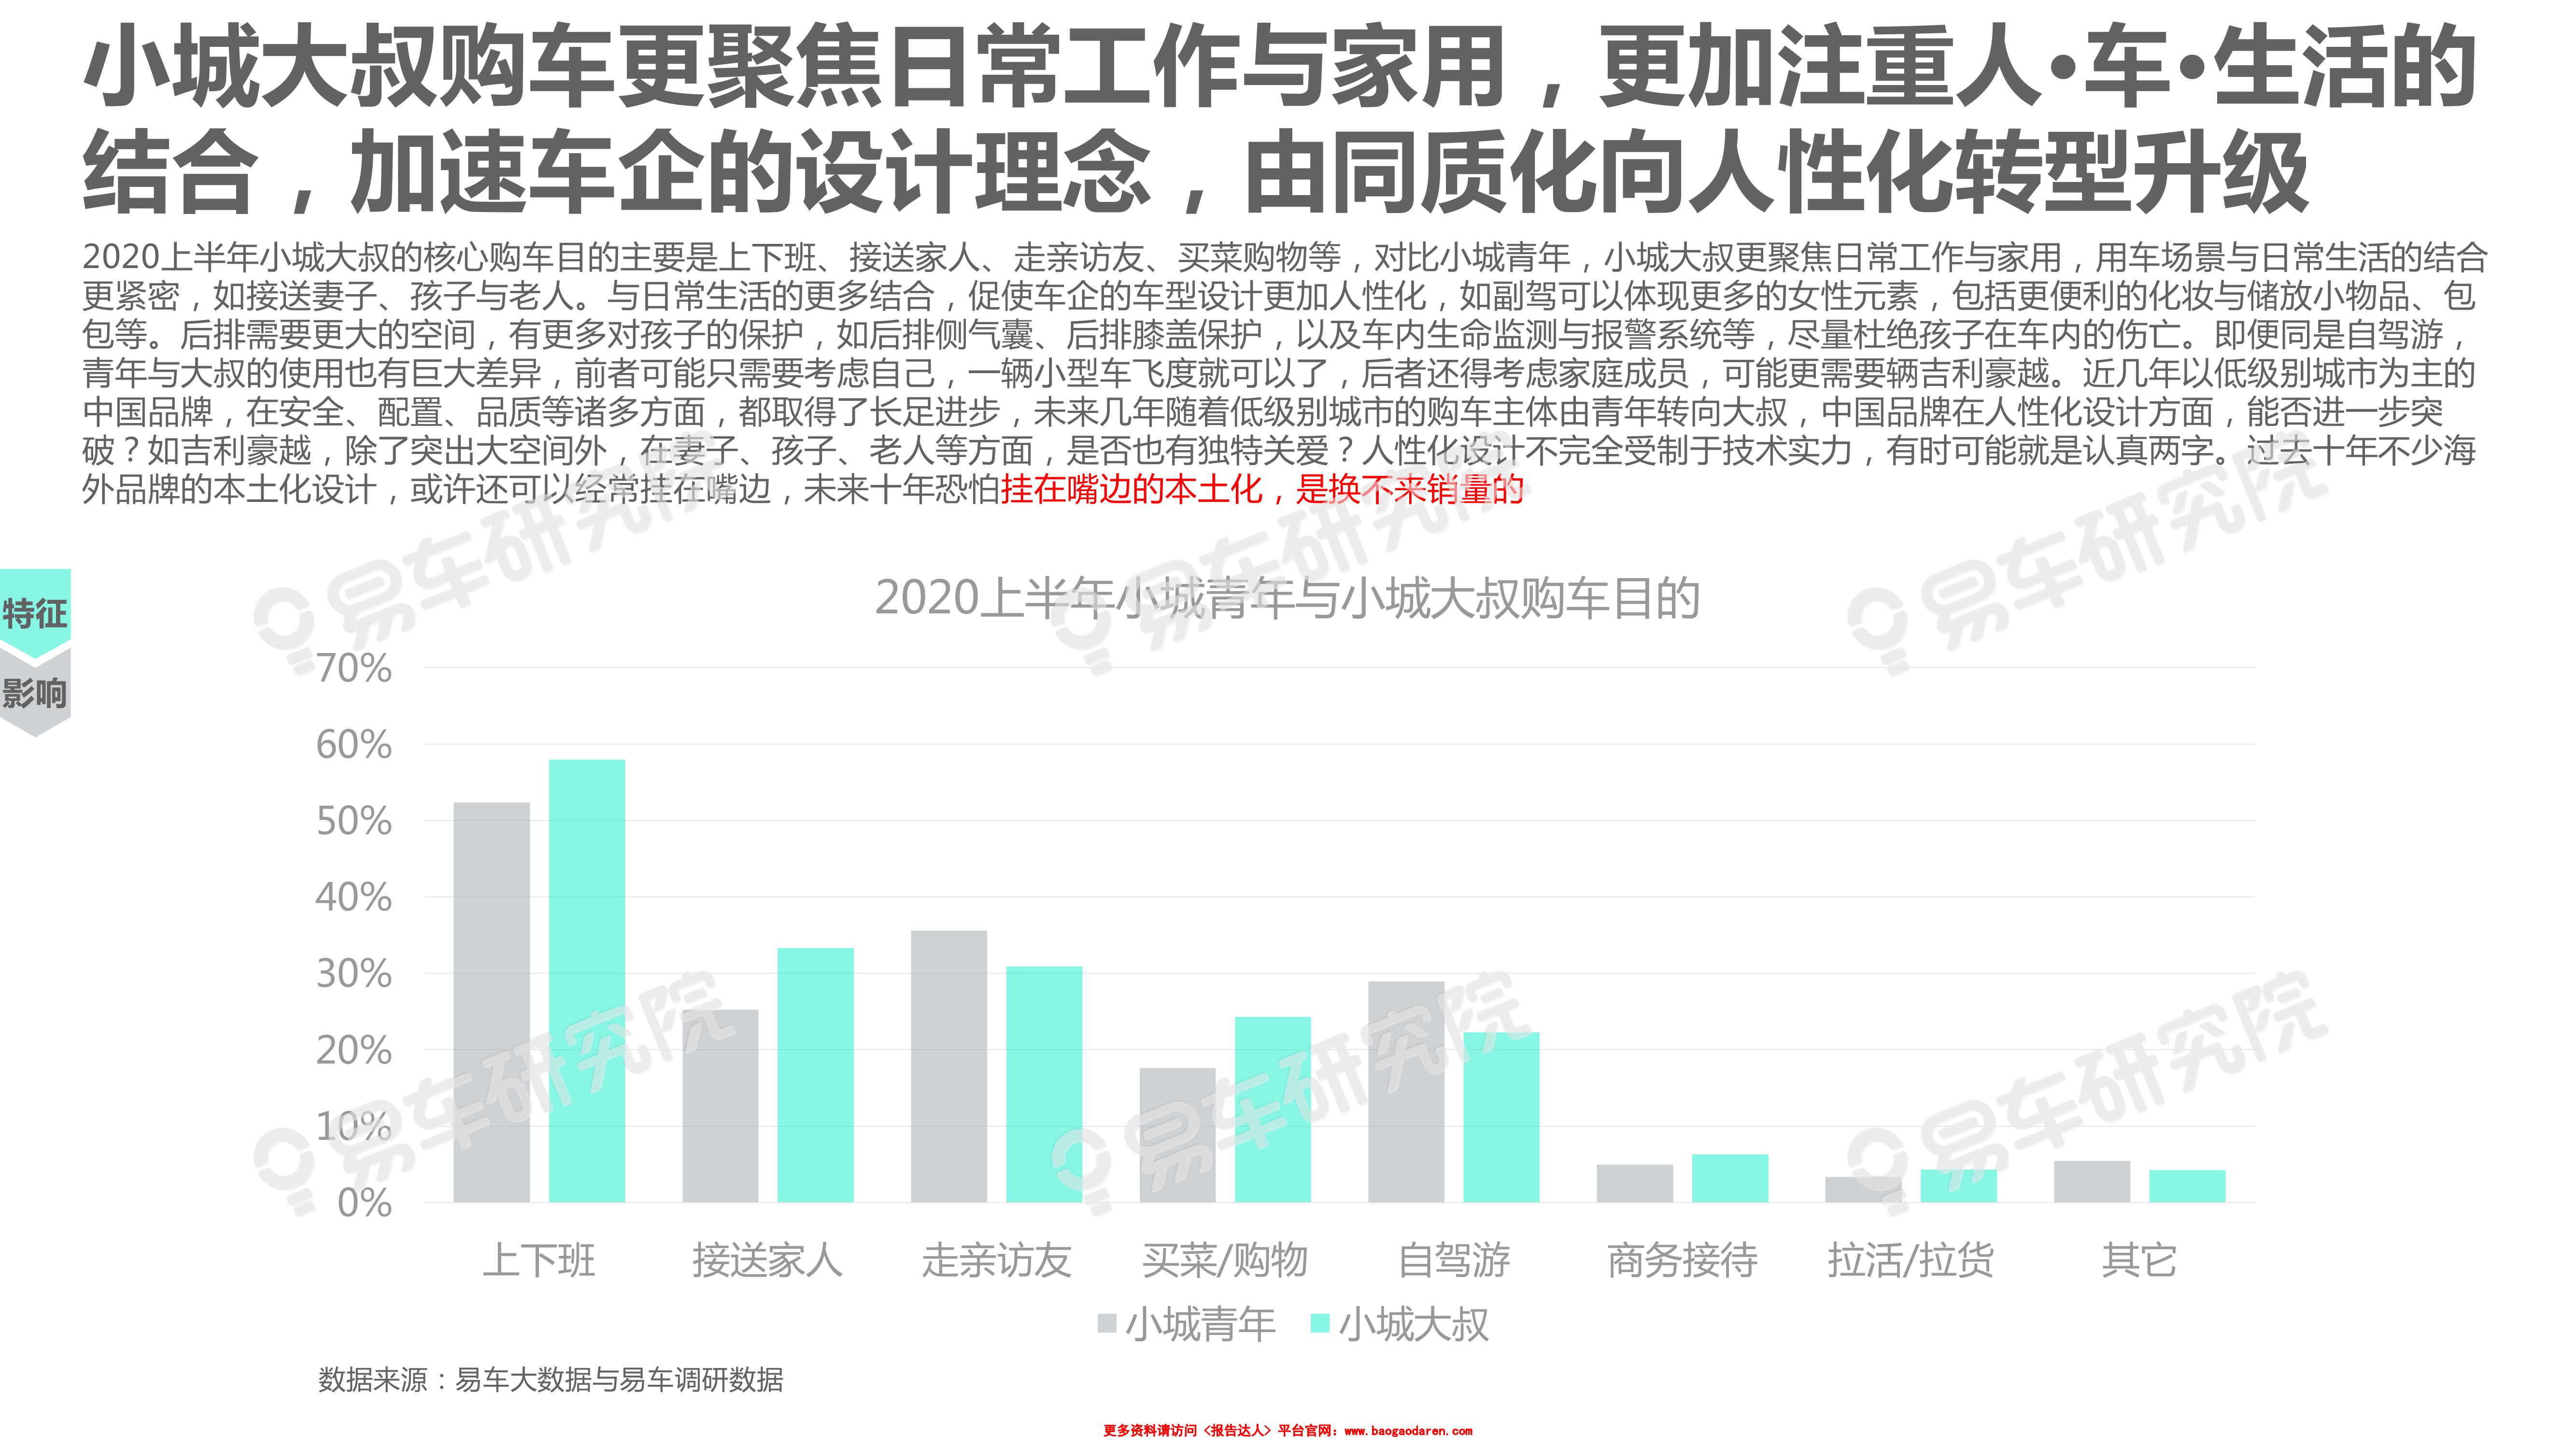 小城大叔购车更聚焦日常工作与家用，更加注重人•车•生活的
结合，加速车企的设计理念，由同质化向人性化转型升级
2020上半年小城大叔的核心购车目的主要是上下班、接送家人、走亲访友、买菜购物等，对比小城青年，小城大叔更聚焦日常工作与家用，用车场景与日常生活的结合
更紧密，如接送妻子、孩子与老人。与日常生活的更多结合，促使车企的车型设计更加人性化，如副驾可以体现更多的女性元素，包括更便利的化妆与储放小物品、包
包等。后排需要更大的空间，有更多对孩子的保护，如后排侧气囊、后排膝盖保护，以及车内生命监测与报警系统等，尽量杜绝孩子在车内的伤亡。即便同是自驾游，
青年与大叔的使用也有巨大差异，前者可能只需要考虑自己，一辆小型车飞度就可以了，后者还得考虑家庭成员，可能更需要辆吉利豪越。近几年以低级别城市为主的
中国品牌，在安全、配置、品质等诸多方面，都取得了长足进步，未来几年随着低级别城市的购车主体由青年转向大叔，中国品牌在人性化设计方面，能否进一步突
破？如吉利豪越，除了突出大空间外，在妻子、孩子、老人等方面，是否也有独特关爱？人性化设计不完全受制于技术实力，有时可能就是认真两字。过去十年不少海
外品牌的本土化设计，或许还可以经常挂在嘴边，未来十年恐怕挂在嘴边的本土化，是换不来销量的
特征
影响
2020上半年小城青年与小城大叔购车目的
70%
60%
50%
40%
30%
20%
10%
0%
上下班 接送家人 走亲访友 买菜/购物 自驾游 商务接待 拉活/拉货 其它
小城青年 小城大叔
数据来源：易车大数据与易车调研数据
易车研究院
易车研究院
易车研究院
易车研究院
易车研究院
易车研究院
更多资料请访问《报告达人》平台官网：www.baogaodaren.com